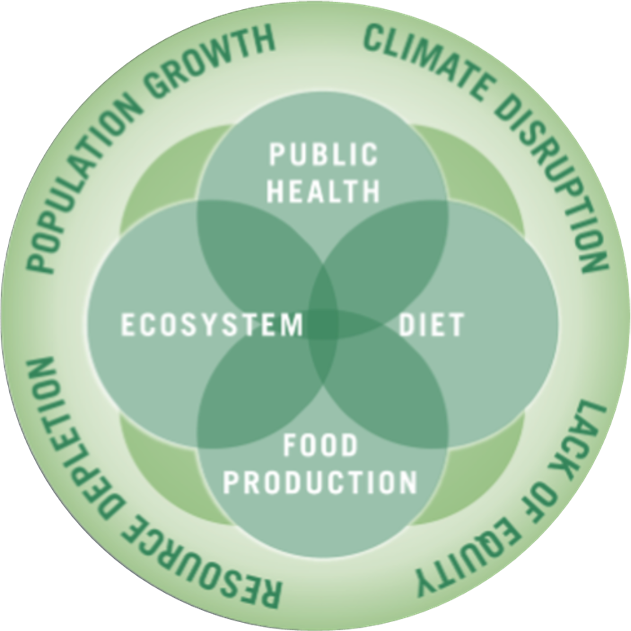 POPULATION GROWTH
CLIMATE DISRUPTION
PUBLIC
HEALTH
ECOSYSTEM
DIET
FOOD
PRODUCTION
RESOURCE DEPLETION
LACK OF EQUITY